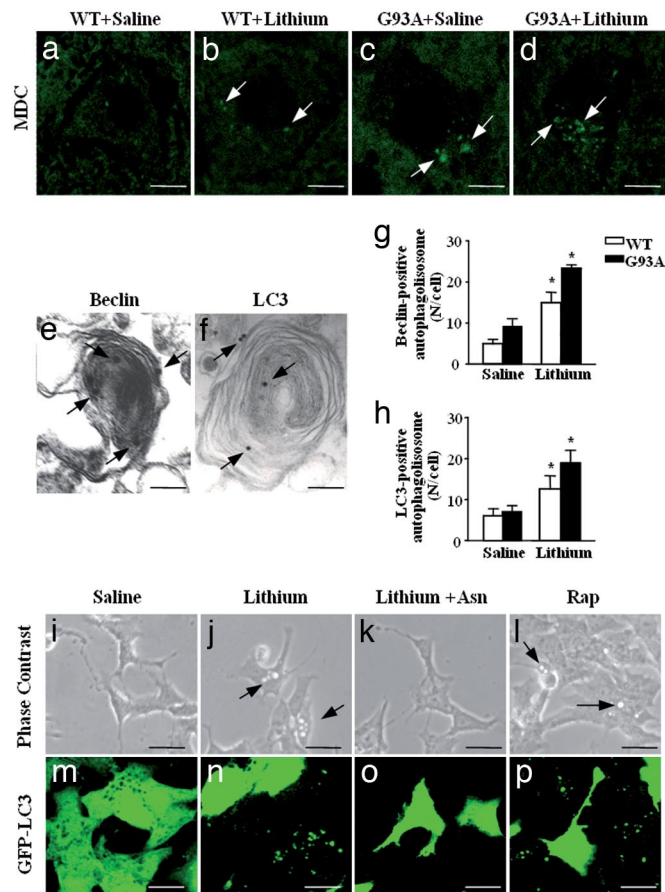 WT+Saline WT+Lithium G93A+Saline G93A+Lithium
MDC
a b c d
Beclin LC3
e f
g
Beclin-positive
autophagolisosome
(N/cell)
30
20
10
0
* *
WT
G93A
Saline Lithium
h
LC3-positive
autophagolisosome
(N/cell)
30
20
10
0
* *
Saline Lithium
Saline Lithium Lithium +Asn Rap
Phase Contrast
i j k l
GFP-LC3
m n o p